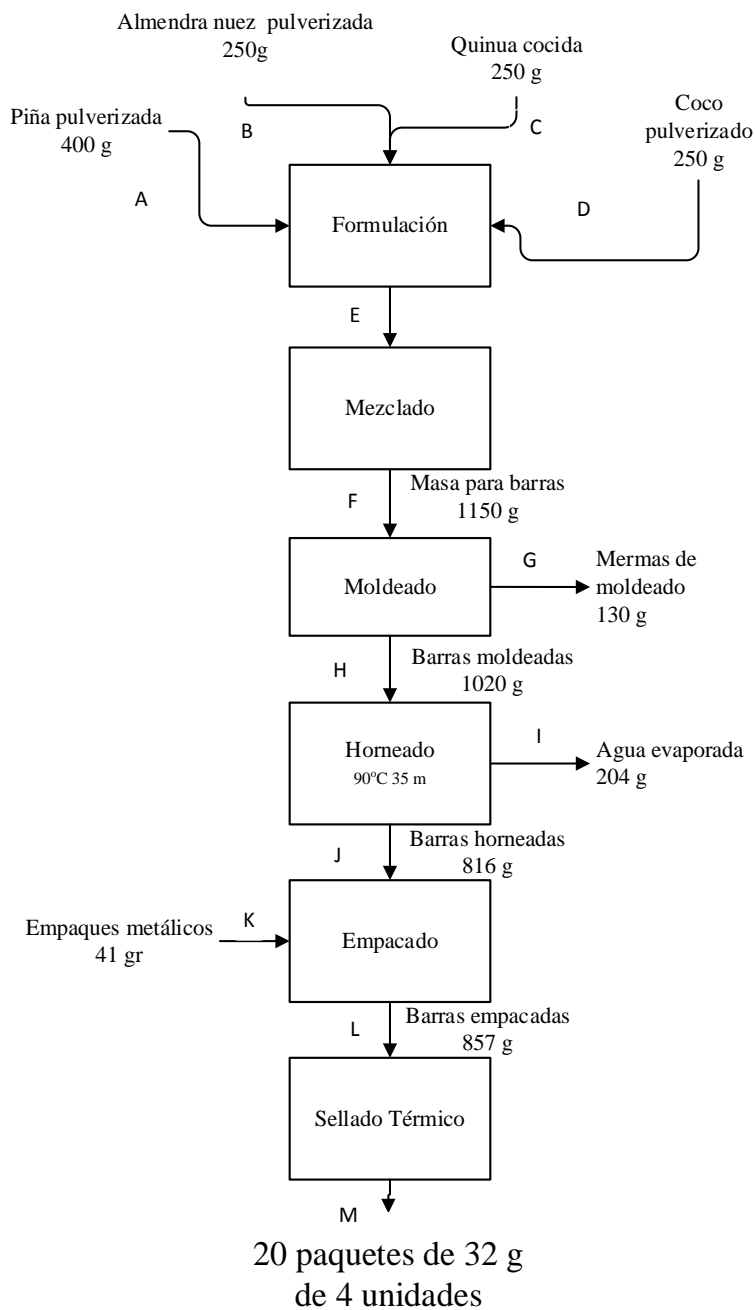 Almendra nuez pulverizada
250g
Quinua cocida
250 g
Piña pulverizada
400 g
Coco
pulverizado
250 g
B
C
A
D
Formulación
E
Mezclado
F
Masa para barras
1150 g
G
Moldeado
Mermas de
moldeado
130 g
H
Barras moldeadas
1020 g
I
Horneado
90°C 35 m
Agua evaporada
204 g
J
Barras horneadas
816 g
K
Empaques metálicos
41 gr
Empacado
L
Barras empacadas
857 g
Sellado Térmico
M
20 paquetes de 32 g
de 4 unidades